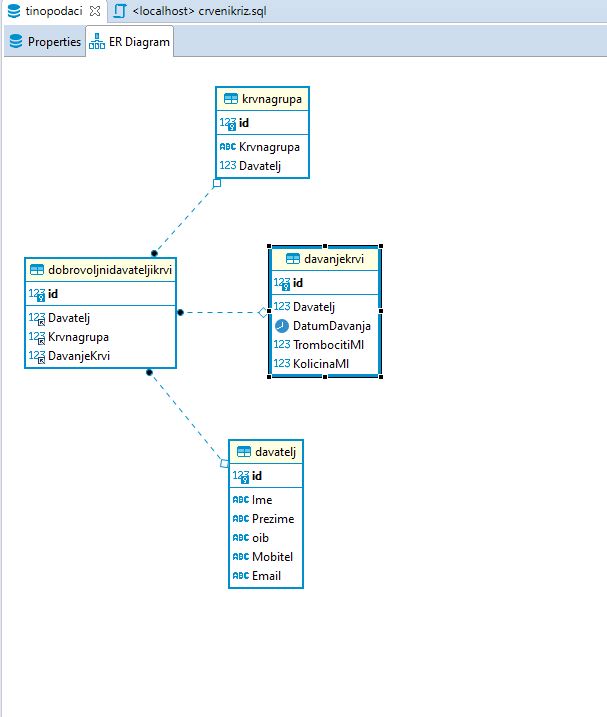 tinopodaci
<localhost> crvenikriz.sql
Properties
ER Diagram
krvnagrupa
123 id
ABC Krvnagrupa
123 Davatelj
dobrovoljnidavateljikrvi
123 id
123 Davatelj
123 Krvnagrupa
123 DavanjeKrvi
davanjekrvi
123 id
123 Davatelj
DatumDavanja
123 TrombocitiMl
123 KolicinaMl
davatelj
123 id
ABC Ime
ABC Prezime
ABC oib
ABC Mobitel
ABC Email